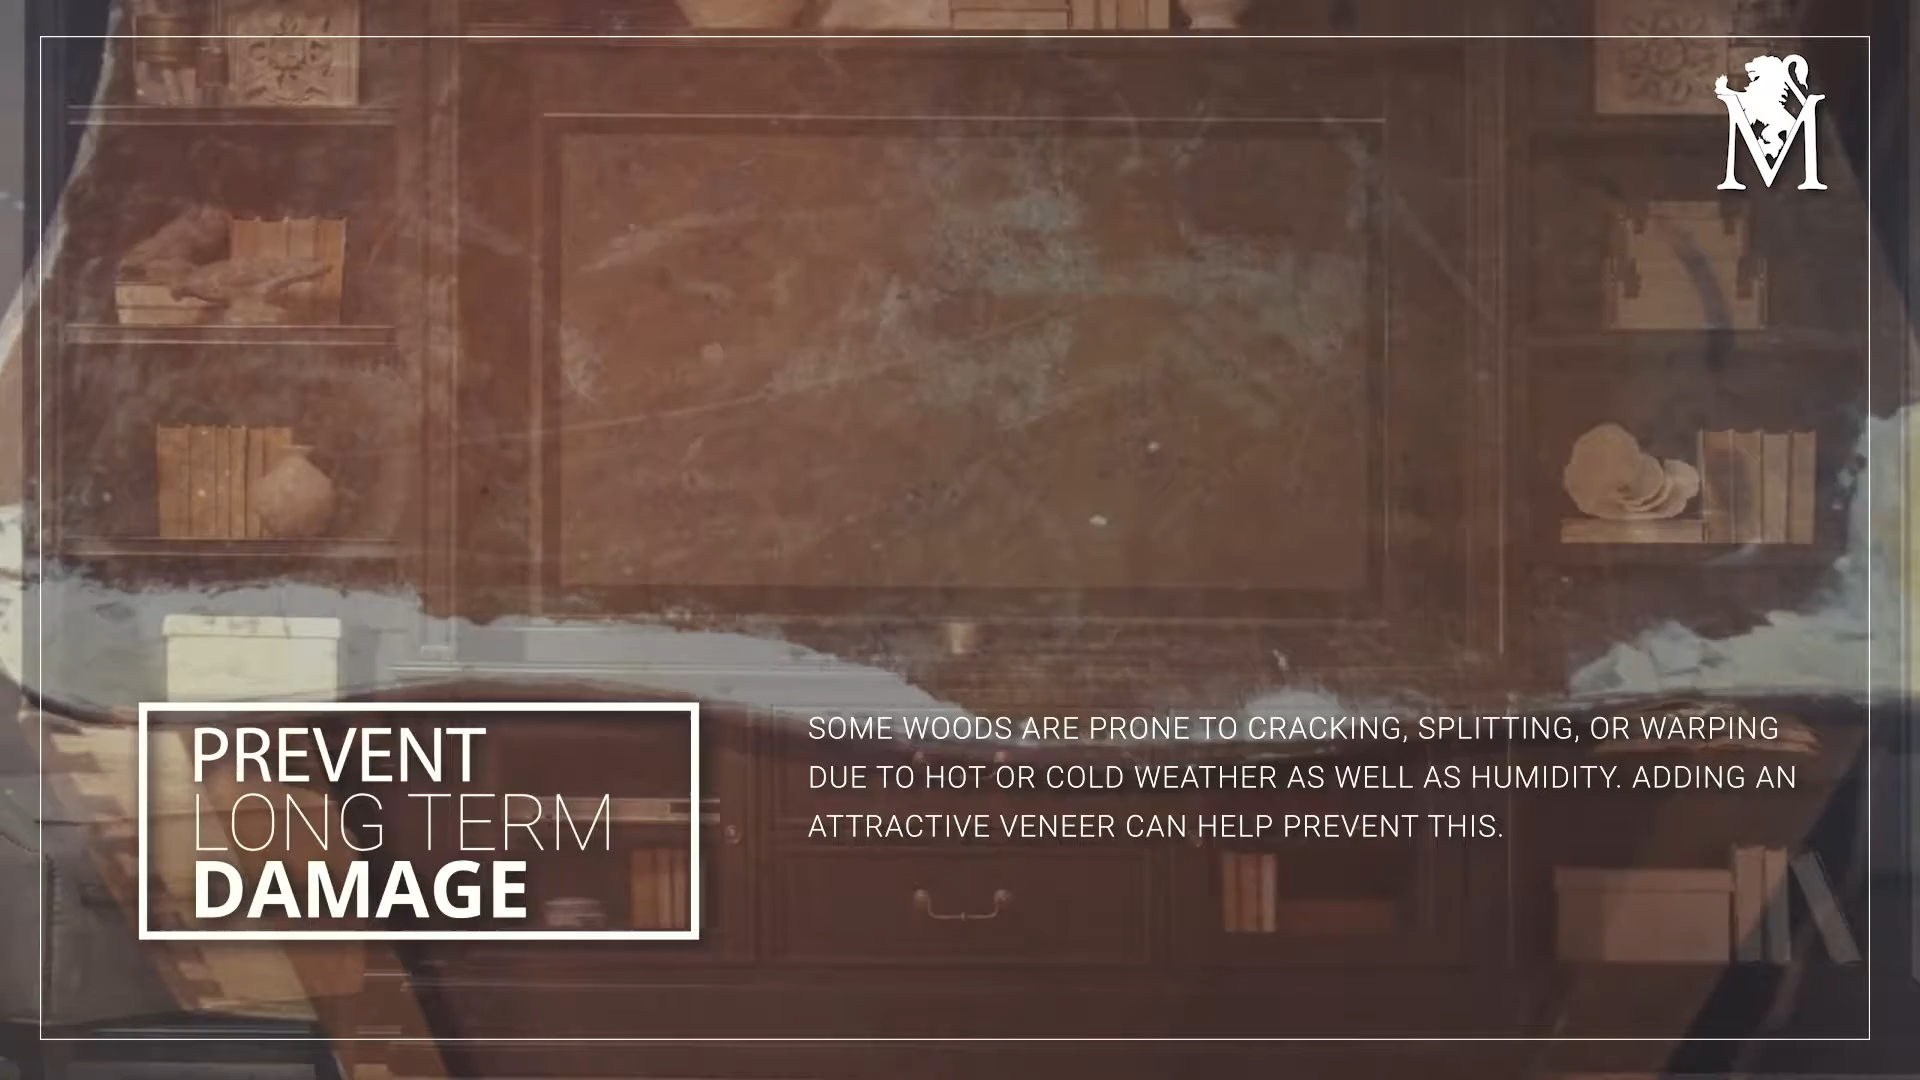 M
PREVENT
LONG TERM
DAMAGE
SOME WOODS ARE PRONE TO CRACKING, SPLITTING, OR WARPING
DUE TO HOT OR COLD WEATHER AS WELL AS HUMIDITY. ADDING AN
ATTRACTIVE VENEER CAN HELP PREVENT THIS.